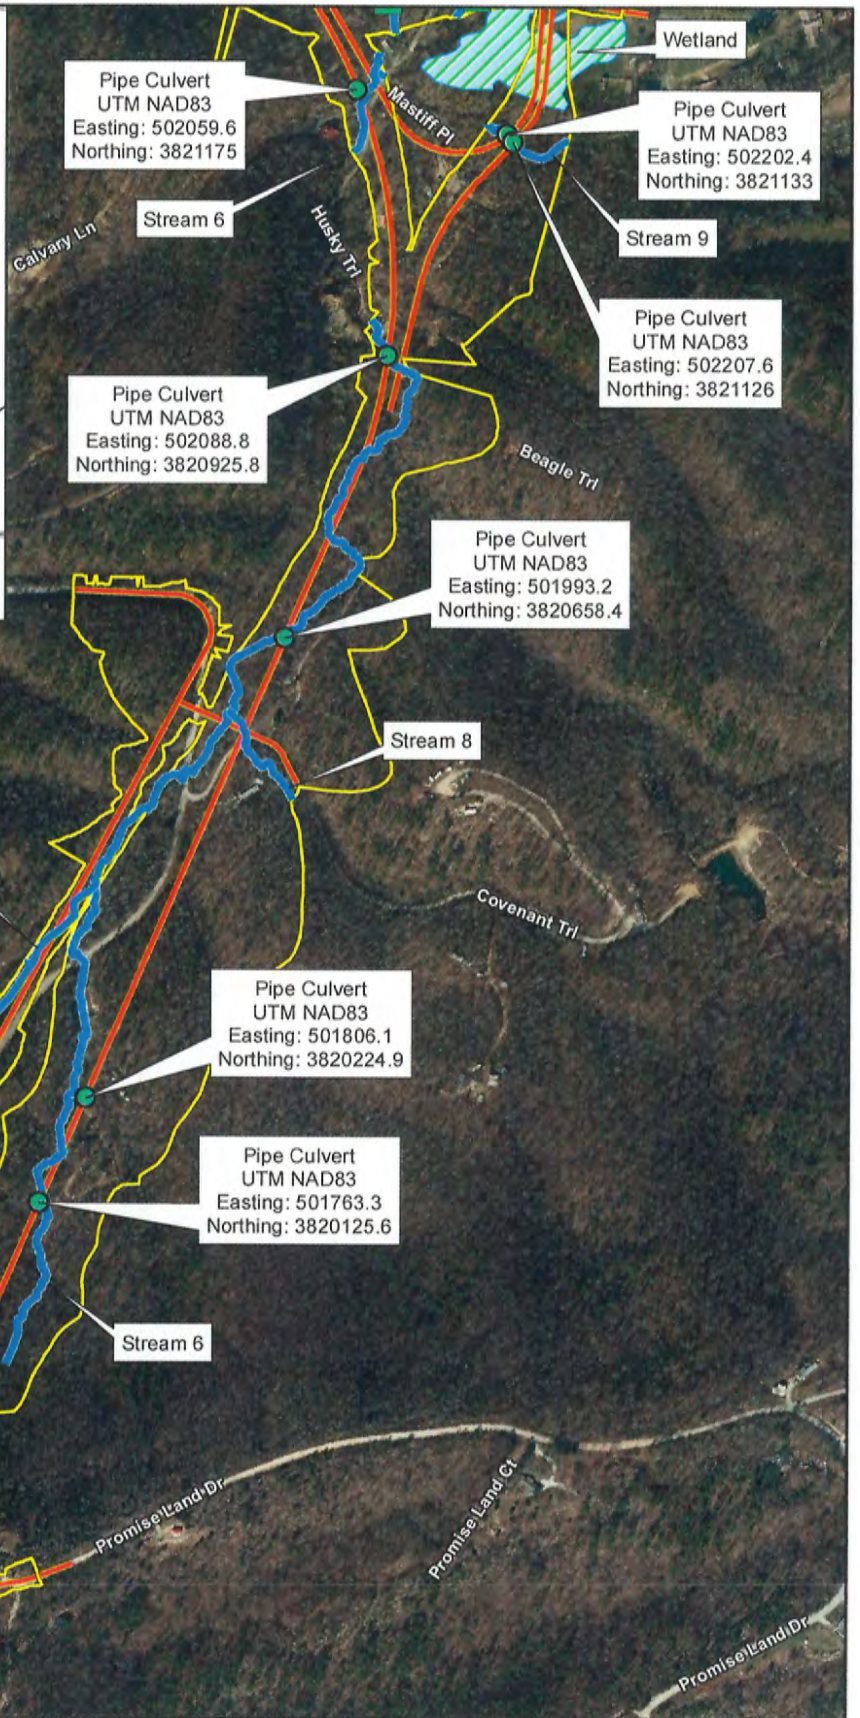 Wetland
Pipe Culvert
UTM NAD83
Easting: 502059.6
Northing: 3821175
Mastiff Pl
Pipe Culvert
UTM NAD83
Easting: 502202.4
Northing: 3821133
Stream 6
Calvary Ln
Husky Trl
Stream 9
Pipe Culvert
UTM NAD83
Easting: 502207.6
Northing: 3821126
Pipe Culvert
UTM NAD83
Easting: 502088.8
Northing: 3820925.8
Beagle Trl
Pipe Culvert
UTM NAD83
Easting: 501993.2
Northing: 3820658.4
Stream 8
Covenant Trl
Pipe Culvert
UTM NAD83
Easting: 501806.1
Northing: 3820224.9
Pipe Culvert
UTM NAD83
Easting: 501763.3
Northing: 3820125.6
Stream 6
Promise Land Dr
Promise Land Ct
Promise Land Dr